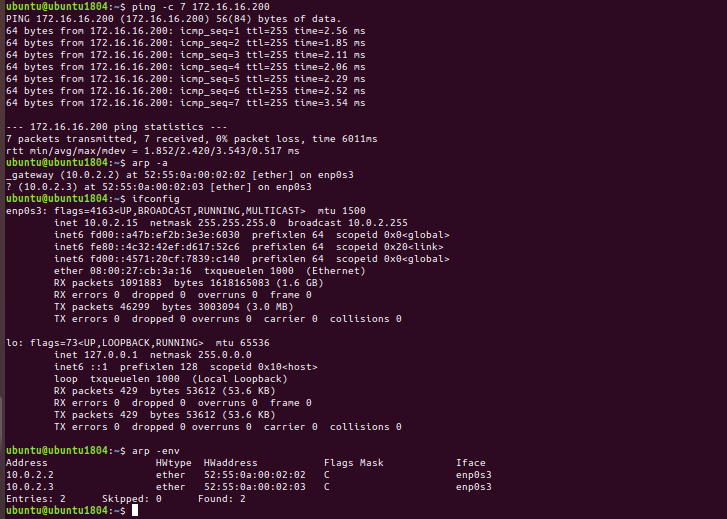 ubuntu@ubuntu1804:~$ ping -c 7 172.16.16.200
PING 172.16.16.200 (172.16.16.200) 56(84) bytes of data.
64 bytes from 172.16.16.200: icmp_seq=1 ttl=255 time=2.56 ms
64 bytes from 172.16.16.200: icmp_seq=2 ttl=255 time=1.85 ms
64 bytes from 172.16.16.200: icmp_seq=3 ttl=255 time=2.11 ms
64 bytes from 172.16.16.200: icmp_seq=4 ttl=255 time=2.06 ms
64 bytes from 172.16.16.200: icmp_seq=5 ttl=255 time=2.29 ms
64 bytes from 172.16.16.200: icmp_seq=6 ttl=255 time=2.52 ms
64 bytes from 172.16.16.200: icmp_seq=7 ttl=255 time=3.54 ms

--- 172.16.16.200 ping statistics ---
7 packets transmitted, 7 received, 0% packet loss, time 6011ms
rtt min/avg/max/mdev = 1.852/2.420/3.543/0.517 ms
ubuntu@ubuntu1804:~$ arp -a
_gateway (10.0.2.2) at 52:55:0a:00:02:02 [ether] on enp0s3
? (10.0.2.3) at 52:55:0a:00:02:03 [ether] on enp0s3
ubuntu@ubuntu1804:~$ ifconfig
enp0s3: flags=4163<UP,BROADCAST,RUNNING,MULTICAST>  mtu 1500
        inet 10.0.2.15  netmask 255.255.255.0  broadcast 10.0.2.255
        inet6 fd00::a47b:ef2b:3e3e:6030  prefixlen 64  scopeid 0x0<global>
        inet6 fe80::4c32:42ef:d617:52c6  prefixlen 64  scopeid 0x20<link>
        inet6 fd00::4571:20cf:7839:c140  prefixlen 64  scopeid 0x0<global>
        ether 08:00:27:cb:3a:16  txqueuelen 1000  (Ethernet)
        RX packets 1091883  bytes 1618165083 (1.6 GB)
        RX errors 0  dropped 0  overruns 0  frame 0
        TX packets 46299  bytes 3003094 (3.0 MB)
        TX errors 0  dropped 0 overruns 0  carrier 0  collisions 0

lo: flags=73<UP,LOOPBACK,RUNNING>  mtu 65536
        inet 127.0.0.1  netmask 255.0.0.0
        inet6 ::1  prefixlen 128  scopeid 0x10<host>
        loop  txqueuelen 1000  (Local Loopback)
        RX packets 429  bytes 53612 (53.6 KB)
        RX errors 0  dropped 0  overruns 0  frame 0
        TX packets 429  bytes 53612 (53.6 KB)
        TX errors 0  dropped 0 overruns 0  carrier 0  collisions 0

ubuntu@ubuntu1804:~$ arp -env
Address                  HWtype  HWaddress           Flags Mask            Iface
10.0.2.2                 ether   52:55:0a:00:02:02   C                     enp0s3
10.0.2.3                 ether   52:55:0a:00:02:03   C                     enp0s3
Entries: 2      Skipped: 0      Found: 2
ubuntu@ubuntu1804:~$